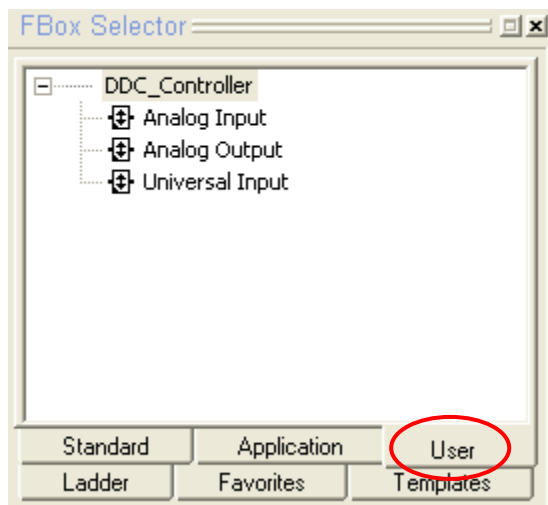 FBox Selector
DDC_Controller
Analog Input
Analog Output
Universal Input
Standard Application User
Ladder Favorites Templates